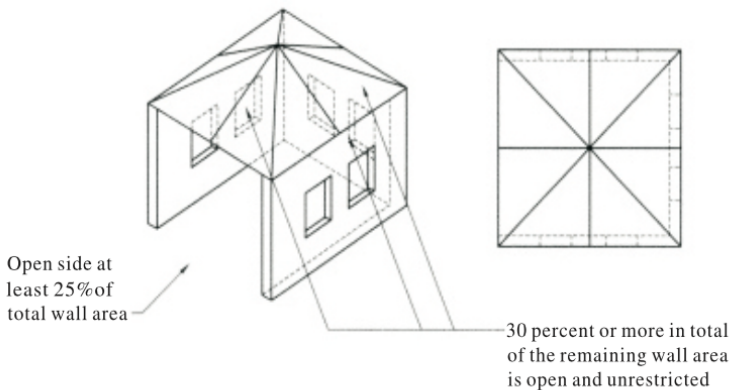 Open side at
least 25%of
total wall area
30 percent or more in total
of the remaining wall area
is open and unrestricted